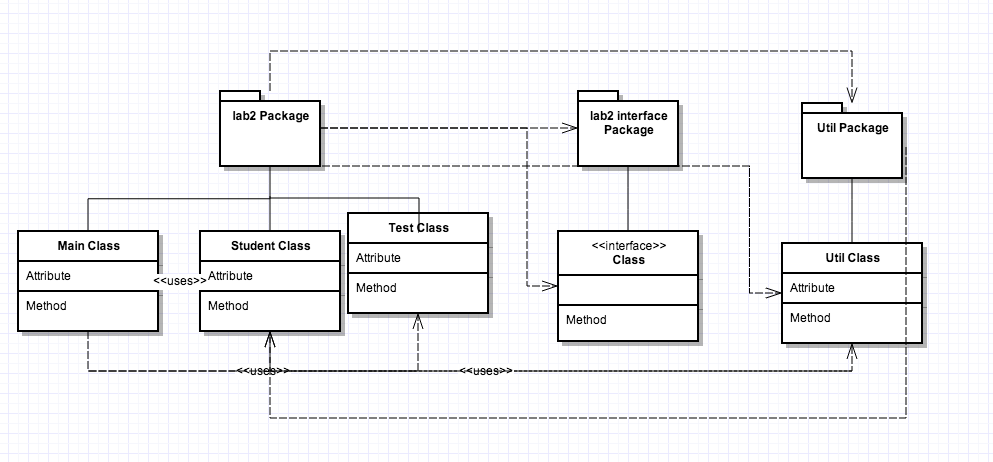 lab2 Package
lab2 interface
Package
Util Package
Main Class
Attribute
Method
<<uses>>
Student Class
Attribute
Method
Test Class
Attribute
Method
<<interface>>
Class
Method
Util Class
Attribute
Method
<<uses>>
<<uses>>